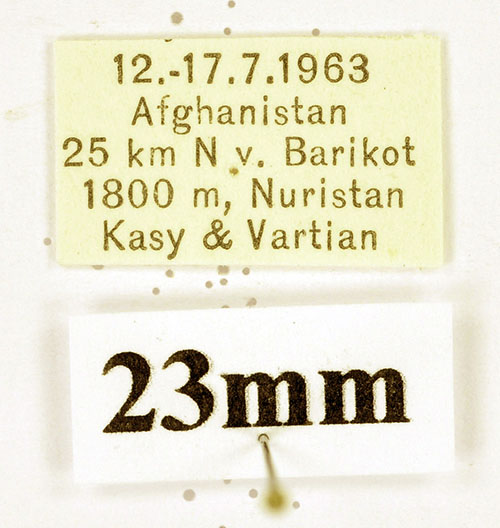 12.-17.7.1963
Afghanistan
25 km N v. Barikot
1800 m, Nuristan
Kasy & Vartian
23mm